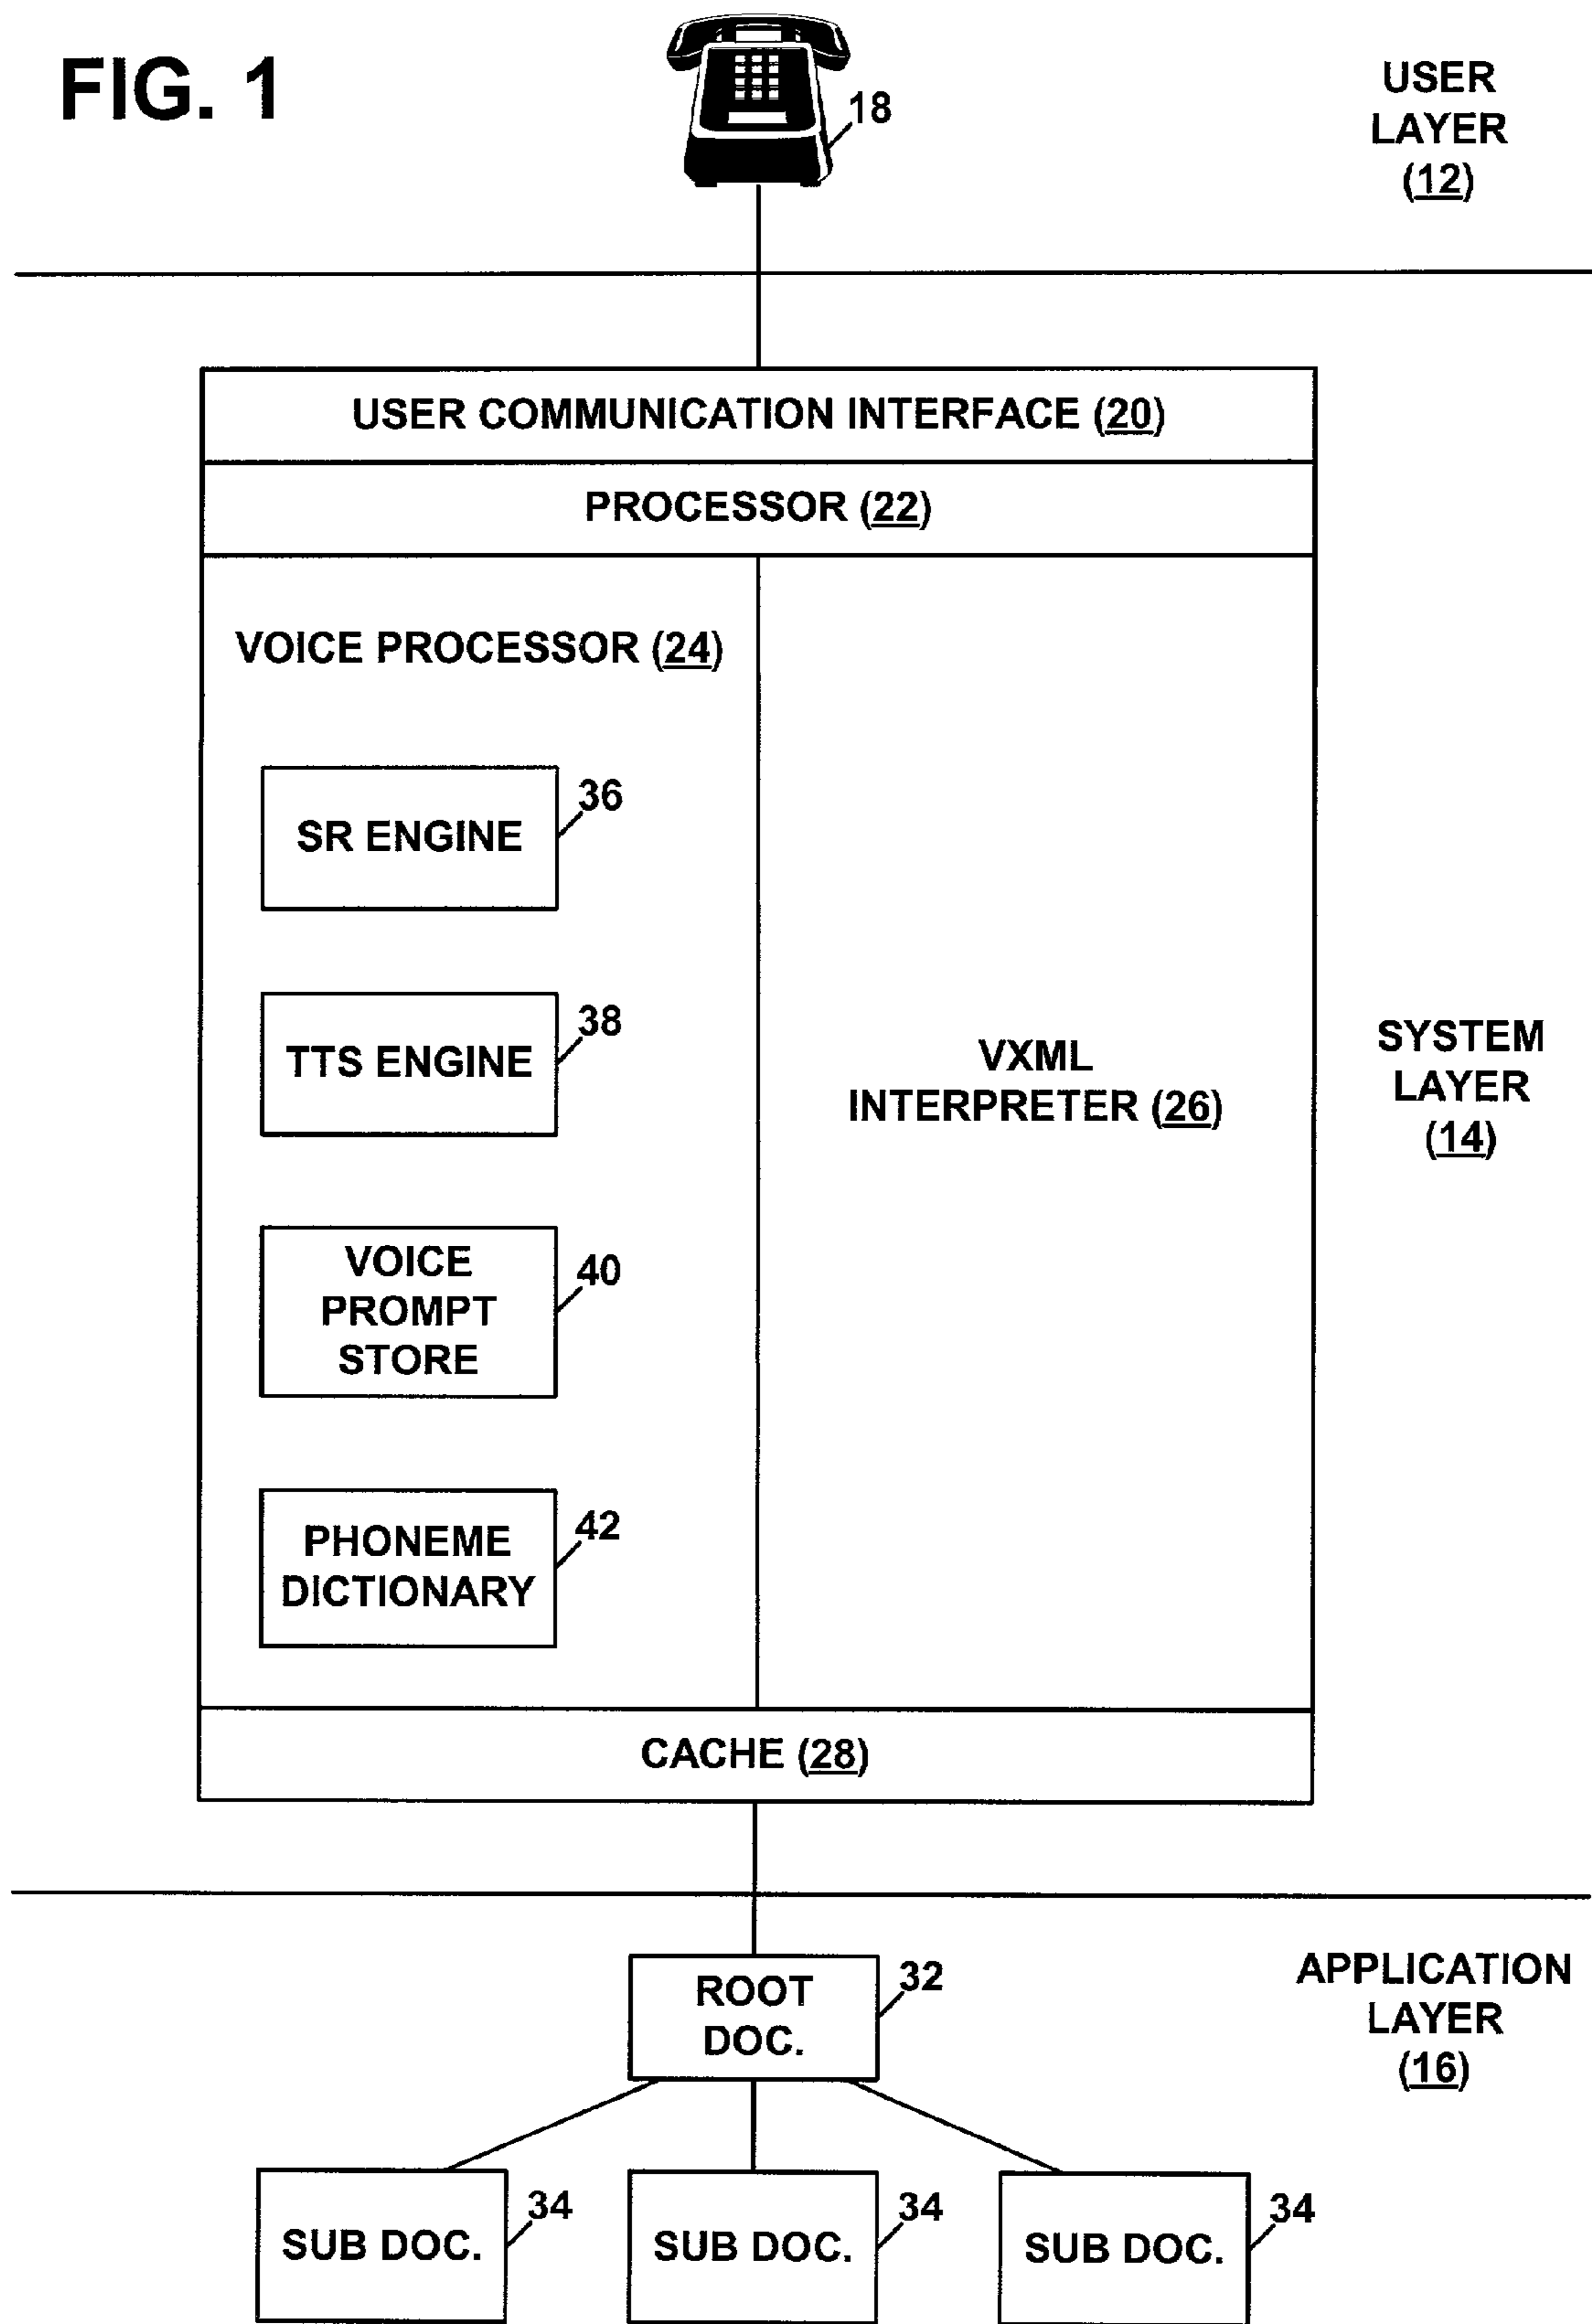 FIG. 1
18
USER
LAYER
(12)
USER COMMUNICATION INTERFACE (20)
PROCESSOR (22)
VOICE PROCESSOR (24)
SR ENGINE
36
TTS ENGINE
38
VOICE
PROMPT
STORE
40
PHONEME
DICTIONARY
42
VXML
INTERPRETER (26)
SYSTEM
LAYER
(14)
CACHE (28)
ROOT
DOC.
32
APPLICATION
LAYER
(16)
SUB DOC.
34
SUB DOC.
34
SUB DOC.
34